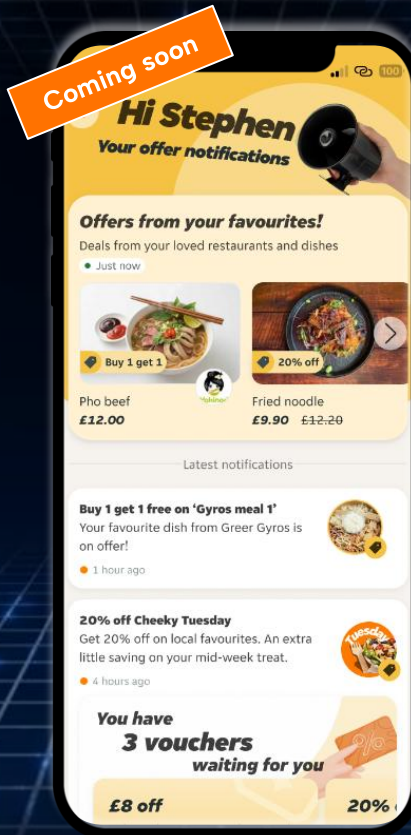 Coming soon
100
Hi Stephen
Your offer notifications
Offers from your favourites!
Deals from your loved restaurants and dishes
Just now
Buy 1 get 1
20% off
Pho beef
Fried noodle
£12.00
£9.90 £12.20
Latest notifications
Buy 1 get 1 free on ‘Gyros meal 1’
Your favourite dish from Greer Gyros is
on offer!
1 hour ago
20% off Cheeky Tuesday
Get 20% off on local favourites. An extra
little saving on your mid-week treat.
Tuesday
4 hours ago
You have
3 vouchers
waiting for you
%
£8 off
20%